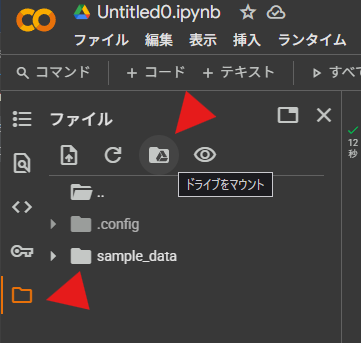 Untitled0.ipynb
ファイル 編集 表示 挿入 ランタイム
コマンド + コード + テキスト すべ
ファイル
12
秒
ドライブをマウント
..
.config
sample_data